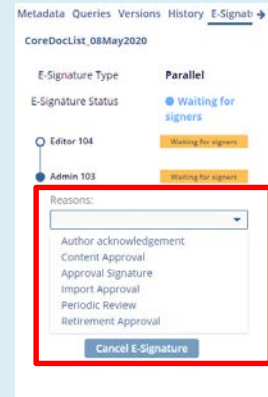 Metadata Queries Versions History E-Signat
CoreDocList_08May2020
E-Signature Type Parallel
E-Signature Status Waiting for signers
Editor 104 Waiting for signers
Admin 103 Waiting for signers
Reasons:
Author acknowledgement
Content Approval
Approval Signature
Import Approval
Periodic Review
Retirement Approval
Cancel E-Signature